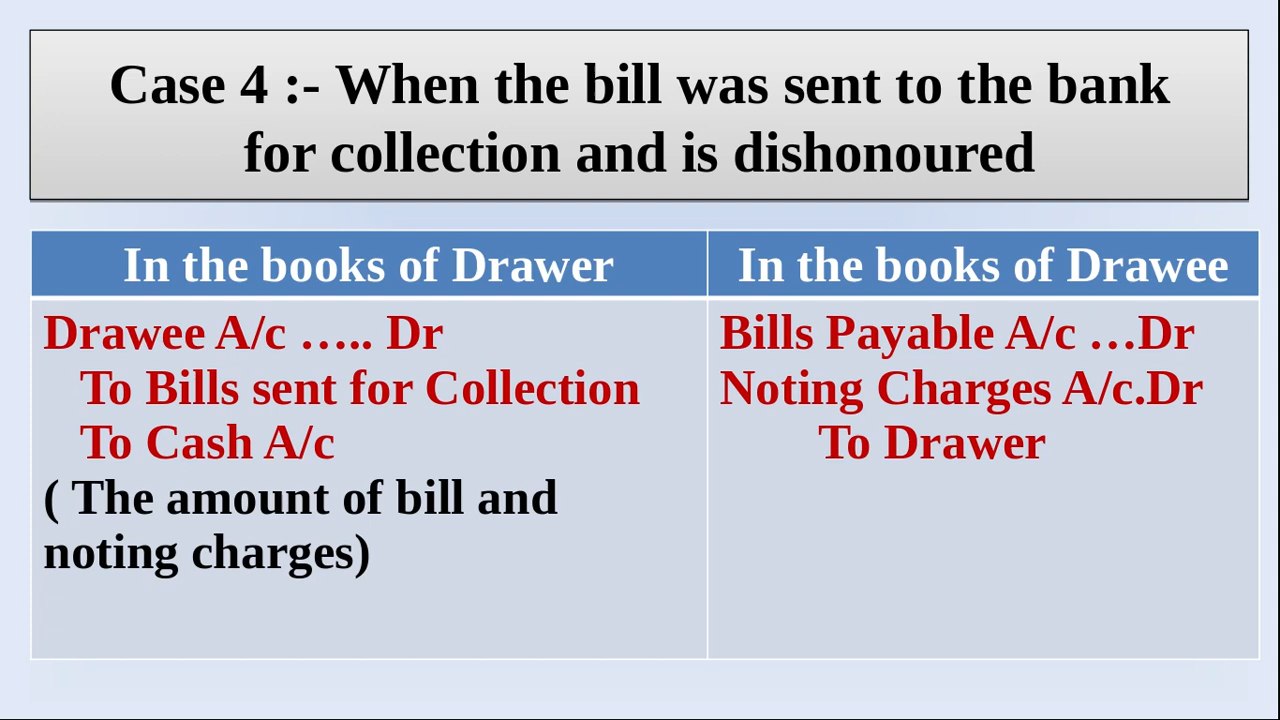 Case 4 :- When the bill was sent to the bank
for collection and is dishonoured
In the books of Drawer
In the books of Drawee
Drawee A/c ….. Dr
To Bills sent for Collection
To Cash A/c
( The amount of bill and
noting charges)
Bills Payable A/c …Dr
Noting Charges A/c.Dr
To Drawer